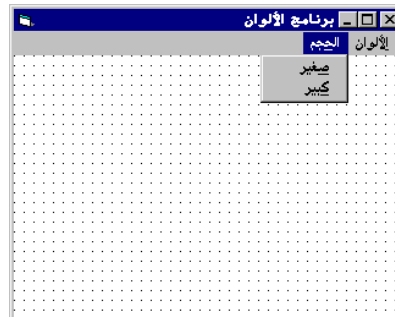 برنامج الألوان
الألوان الحجم
صغير
كبير